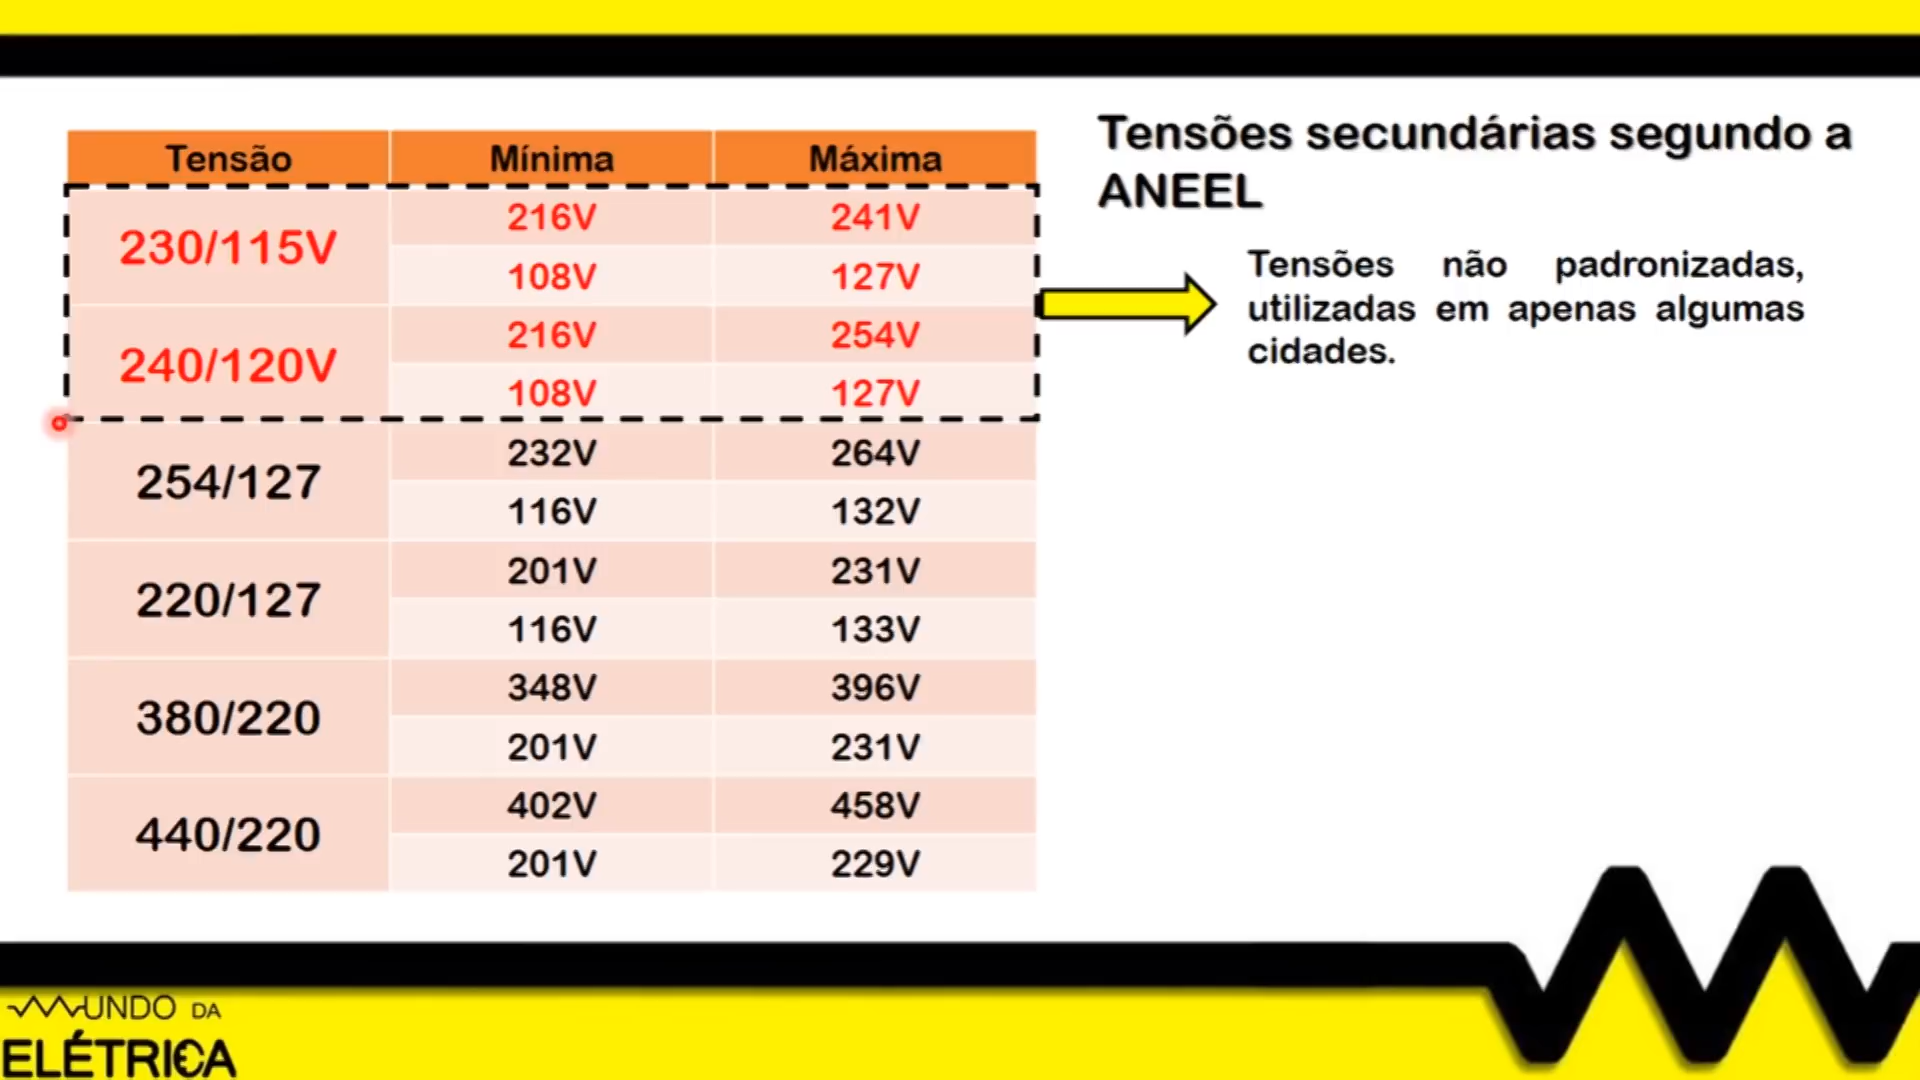 Tensões secundárias segundo a
ANEEL
Tensão Mínima Máxima
230/115V 216V 241V
108V 127V
240/120V 216V 254V
108V 127V
254/127 232V 264V
116V 132V
220/127 201V 231V
116V 133V
380/220 348V 396V
201V 231V
440/220 402V 458V
201V 229V
Tensões não padronizadas,
utilizadas em apenas algumas
cidades.
MUNDO DA
ELÉTRICA